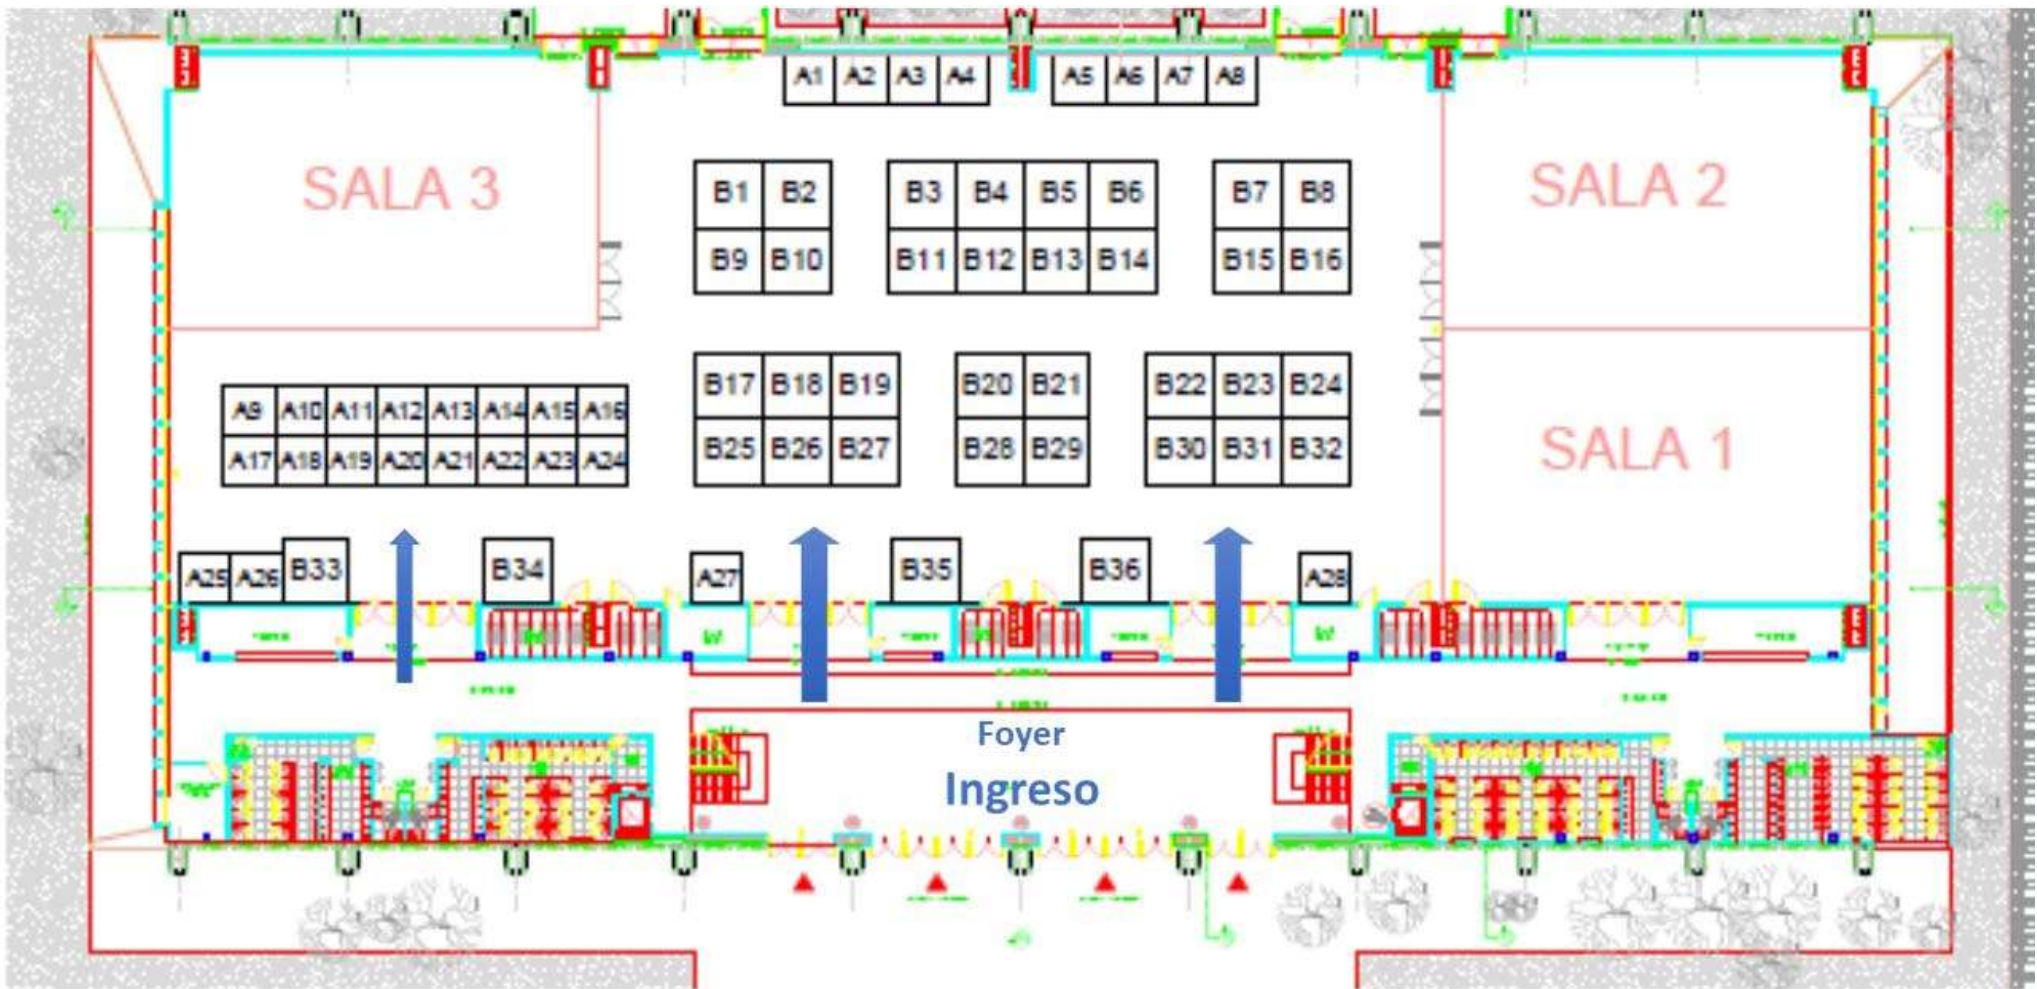 A1 A2 A3 A4 A5 A6 A7 A8
SALA 3
SALA 2
B1 B2 B3 B4 B5 B6 B7 B8
B9 B10 B11 B12 B13 B14 B15 B16
B17 B18 B19 B20 B21 B22 B23 B24
A9 A10 A11 A12 A13 A14 A15 A16
B25 B26 B27 B28 B29 B30 B31 B32
A17 A18 A19 A20 A21 A22 A23 A24
SALA 1
A25 A26 B33 B34 A27 B35 B36 A28
Foyer
Ingreso